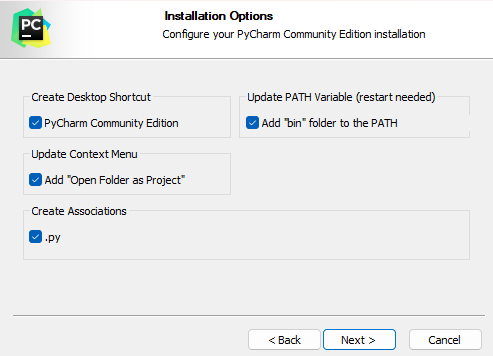 PC
Installation Options
Configure your PyCharm Community Edition installation
Create Desktop Shortcut
PyCharm Community Edition
Update PATH Variable (restart needed)
Add "bin" folder to the PATH
Update Context Menu
Add "Open Folder as Project"
Create Associations
.py
< Back
Next >
Cancel